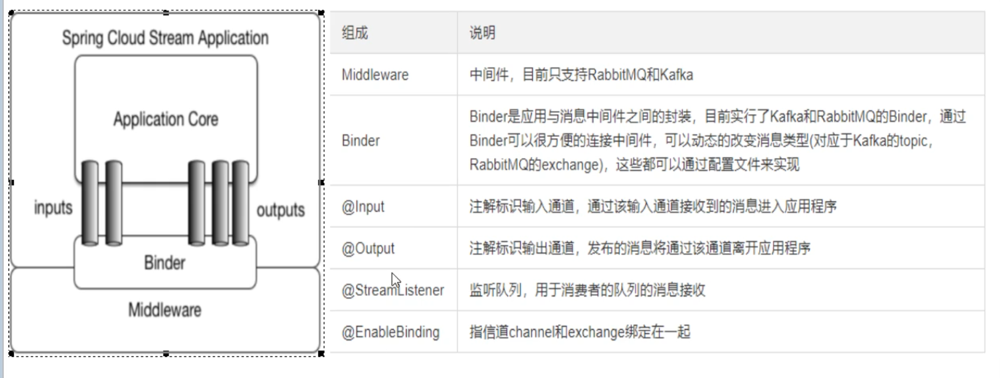 Spring Cloud Stream Application
Application Core
inputs
outputs
Binder
Middleware
组成
说明
Middleware
中间件，目前只支持RabbitMQ和Kafka
Binder
Binder是应用与消息中间件之间的封装，目前实行了Kafka和RabbitMQ的Binder，通过
Binder可以很方便的连接中间件，可以动态的改变消息类型(对应于Kafka的topic，
RabbitMQ的exchange)，这些都可以通过配置文件来实现
@Input
注解标识输入通道，通过该输入通道接收到的消息进入应用程序
@Output
注解标识输出通道，发布的消息将通过该通道离开应用程序
@StreamListener
监听队列，用于消费者的队列的消息接收
@EnableBinding
指信道channel和exchange绑定在一起